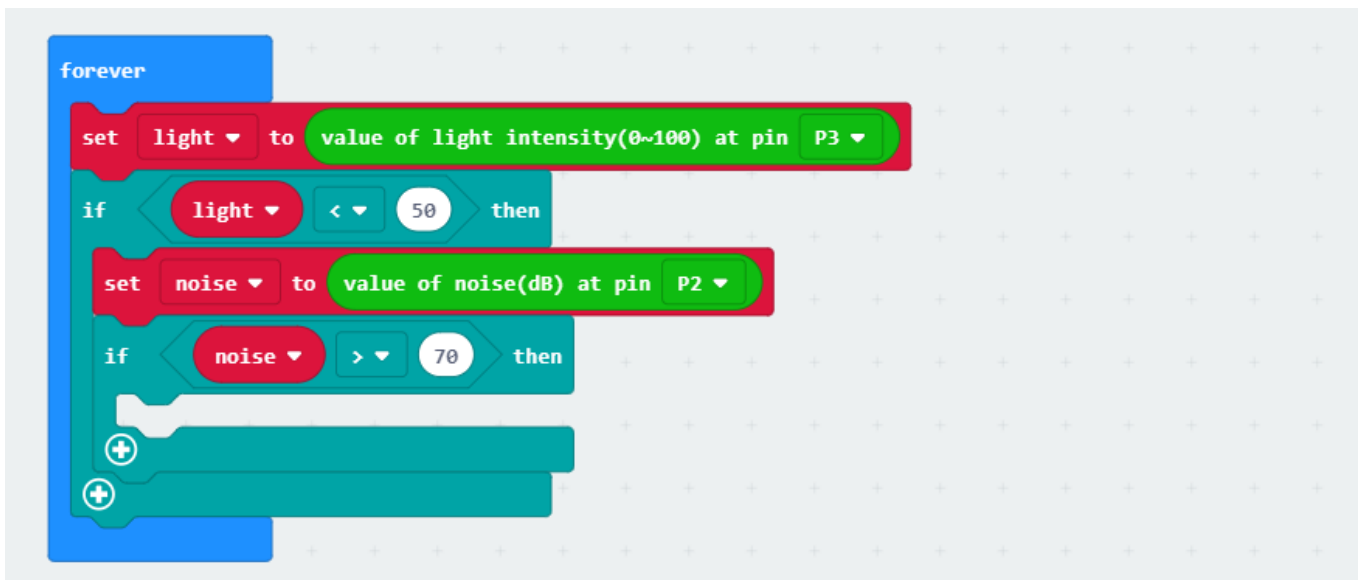 forever
set light to value of light intensity(0~100) at pin P3
if light < 50 then
set noise to value of noise(dB) at pin P2
if noise > 70 then